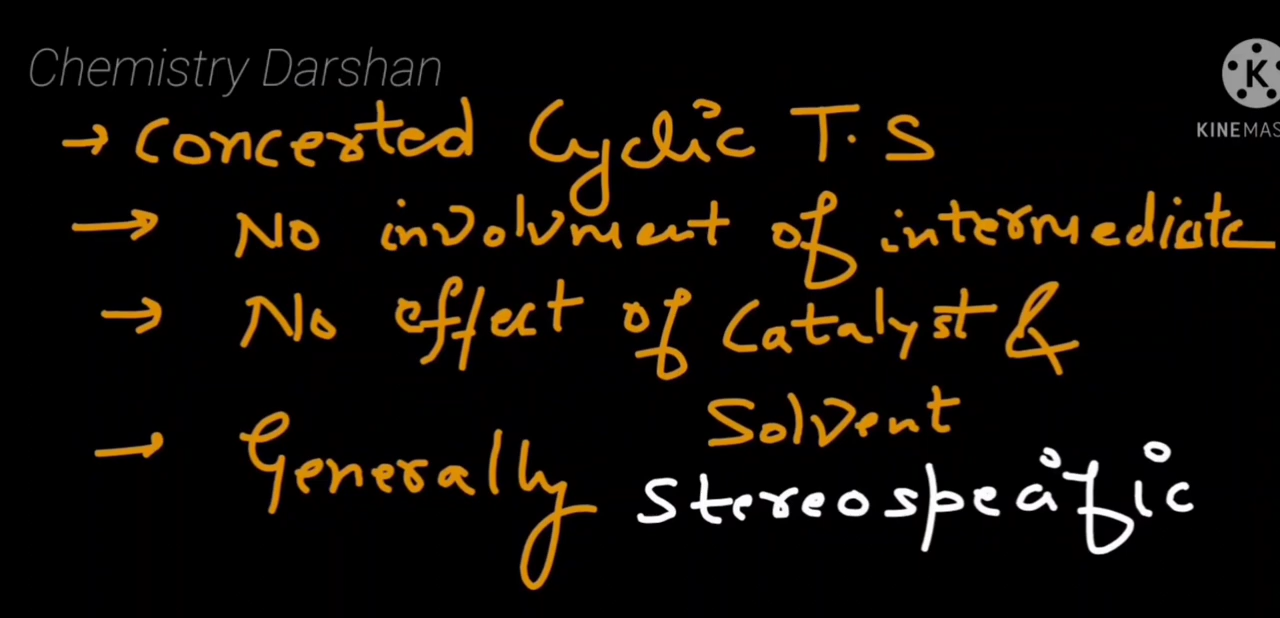 Chemistry Darshan
K
KINEMAS
→ Concerted Cyclic T.S
→ No involvment of intermediate
→ No effect of Catalyst &
Solvent
→ Generally stereospecific